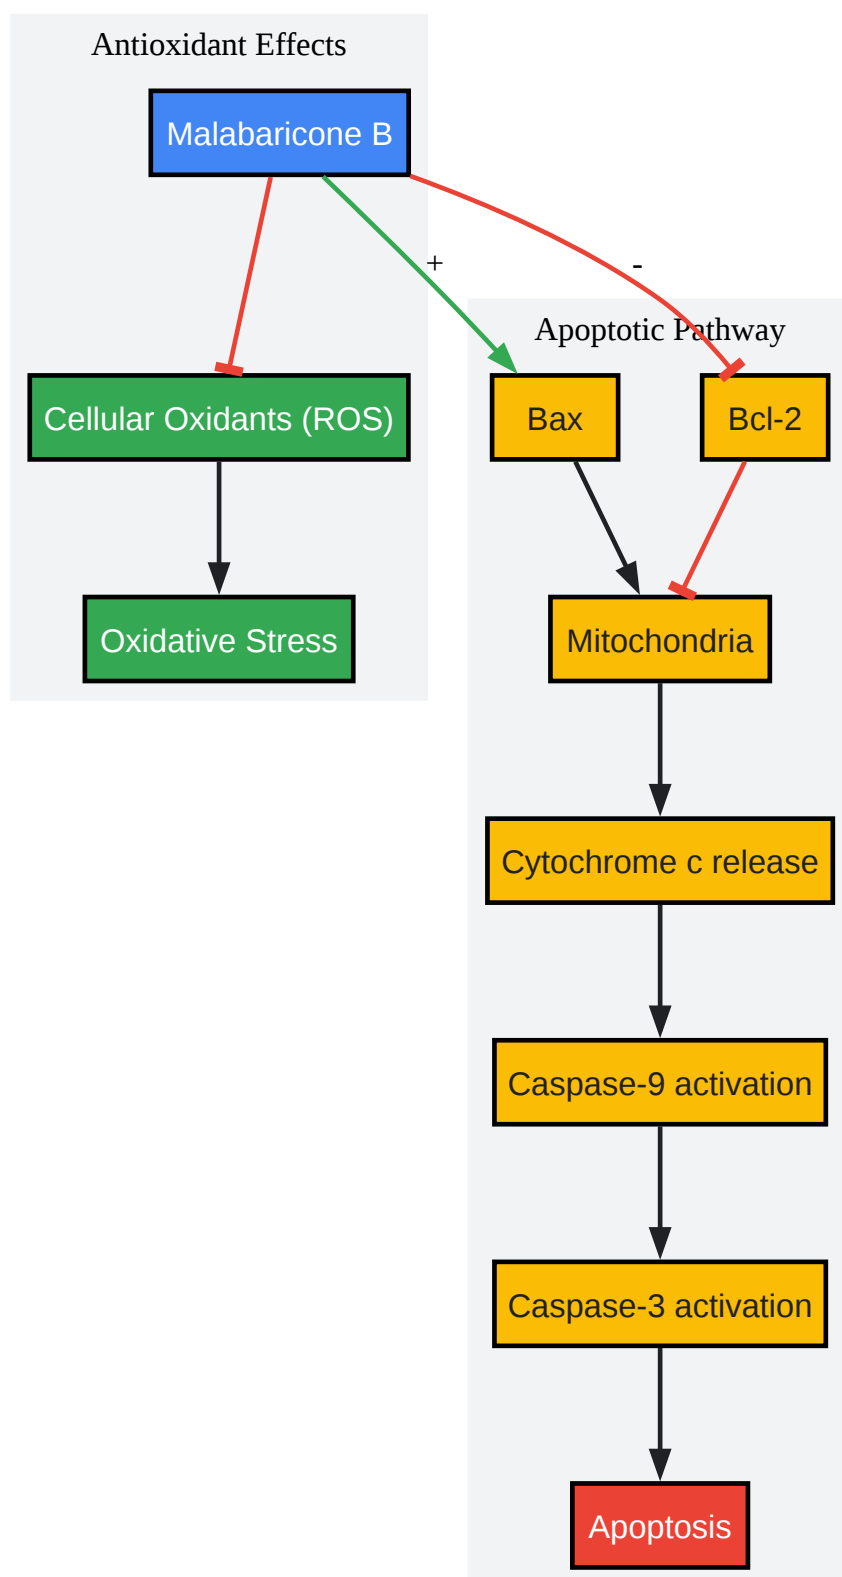 Antioxidant Effects
Malabaricone B
+
-
Apoptotic Pathway
Cellular Oxidants (ROS)
Bax
Bcl-2
Oxidative Stress
Mitochondria
Cytochrome c release
Caspase-9 activation
Caspase-3 activation
Apoptosis